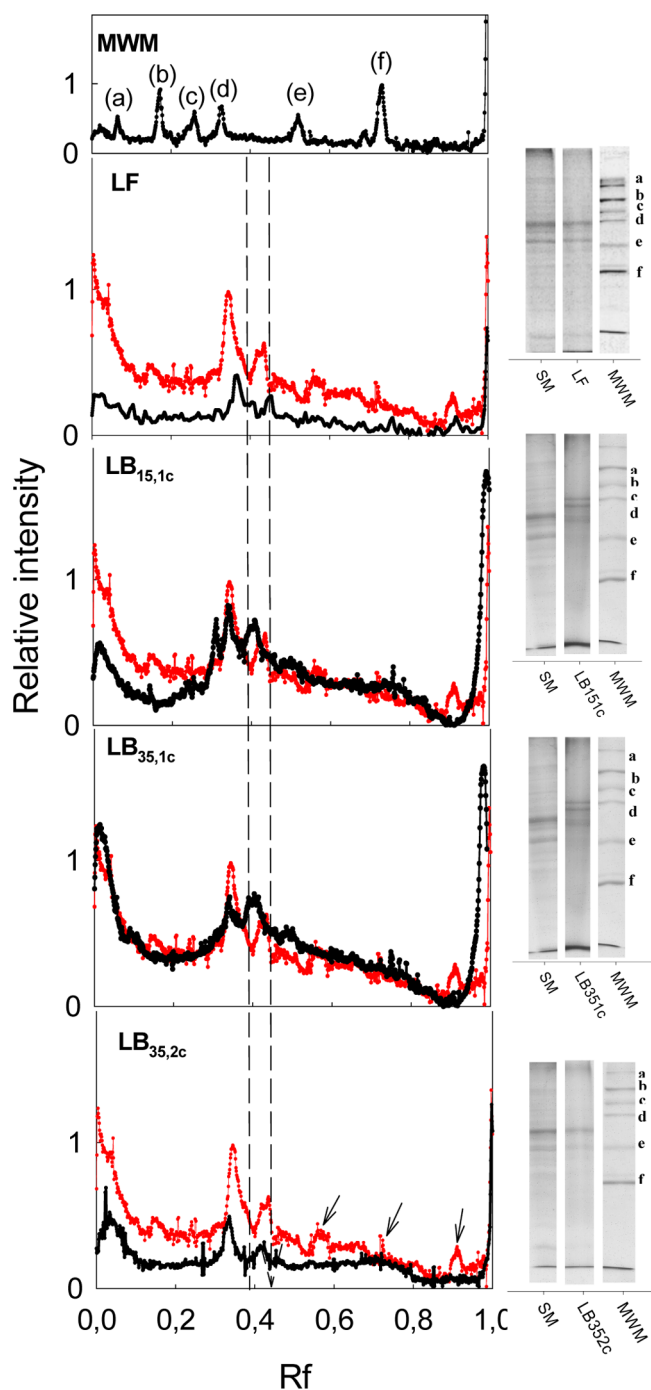 MWM
(a)
(b)
(c)
(d)
(e)
(f)
1
0
LF
1
0
LB15,1c
1
0
LB35,1c
1
0
LB35,2c
1
0
0,0
0,2
0,4
0,6
0,8
1,0
Rf
Relative intensity
a
b
c
d
e
f
SM
LF
MWM
a
b
c
d
e
f
SM
LB151c
MWM
a
b
c
d
e
f
SM
LB351c
MWM
a
b
c
d
e
f
SM
LB352c
MWM